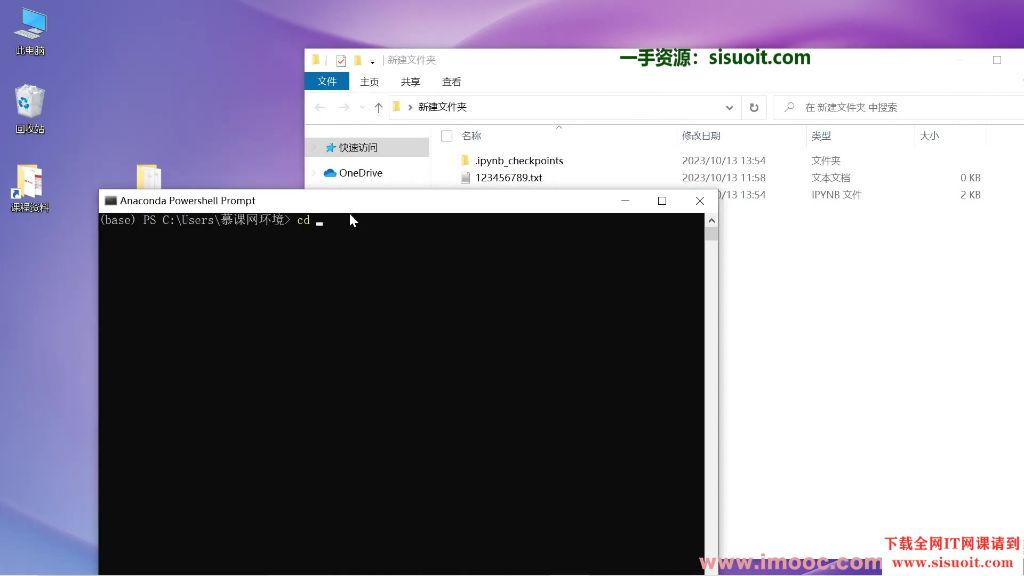 此电脑
回收站
课程资料
新建文件夹
一手资源：sisuoit.com
文件 主页 共享 查看
新建文件夹
在 新建文件夹 中搜索
名称 修改日期 类型 大小
快速访问
OneDrive
.ipynb_checkpoints 2023/10/13 13:54 文件夹
123456789.txt 2023/10/13 11:58 文本文档 0 KB
0/13 13:54 IPYNB 文件 2 KB
Anaconda Powershell Prompt
(base) PS C:\Users\慕课网环境> cd
下载全网IT网课请到
www.imooc.com
www.sisuoit.com